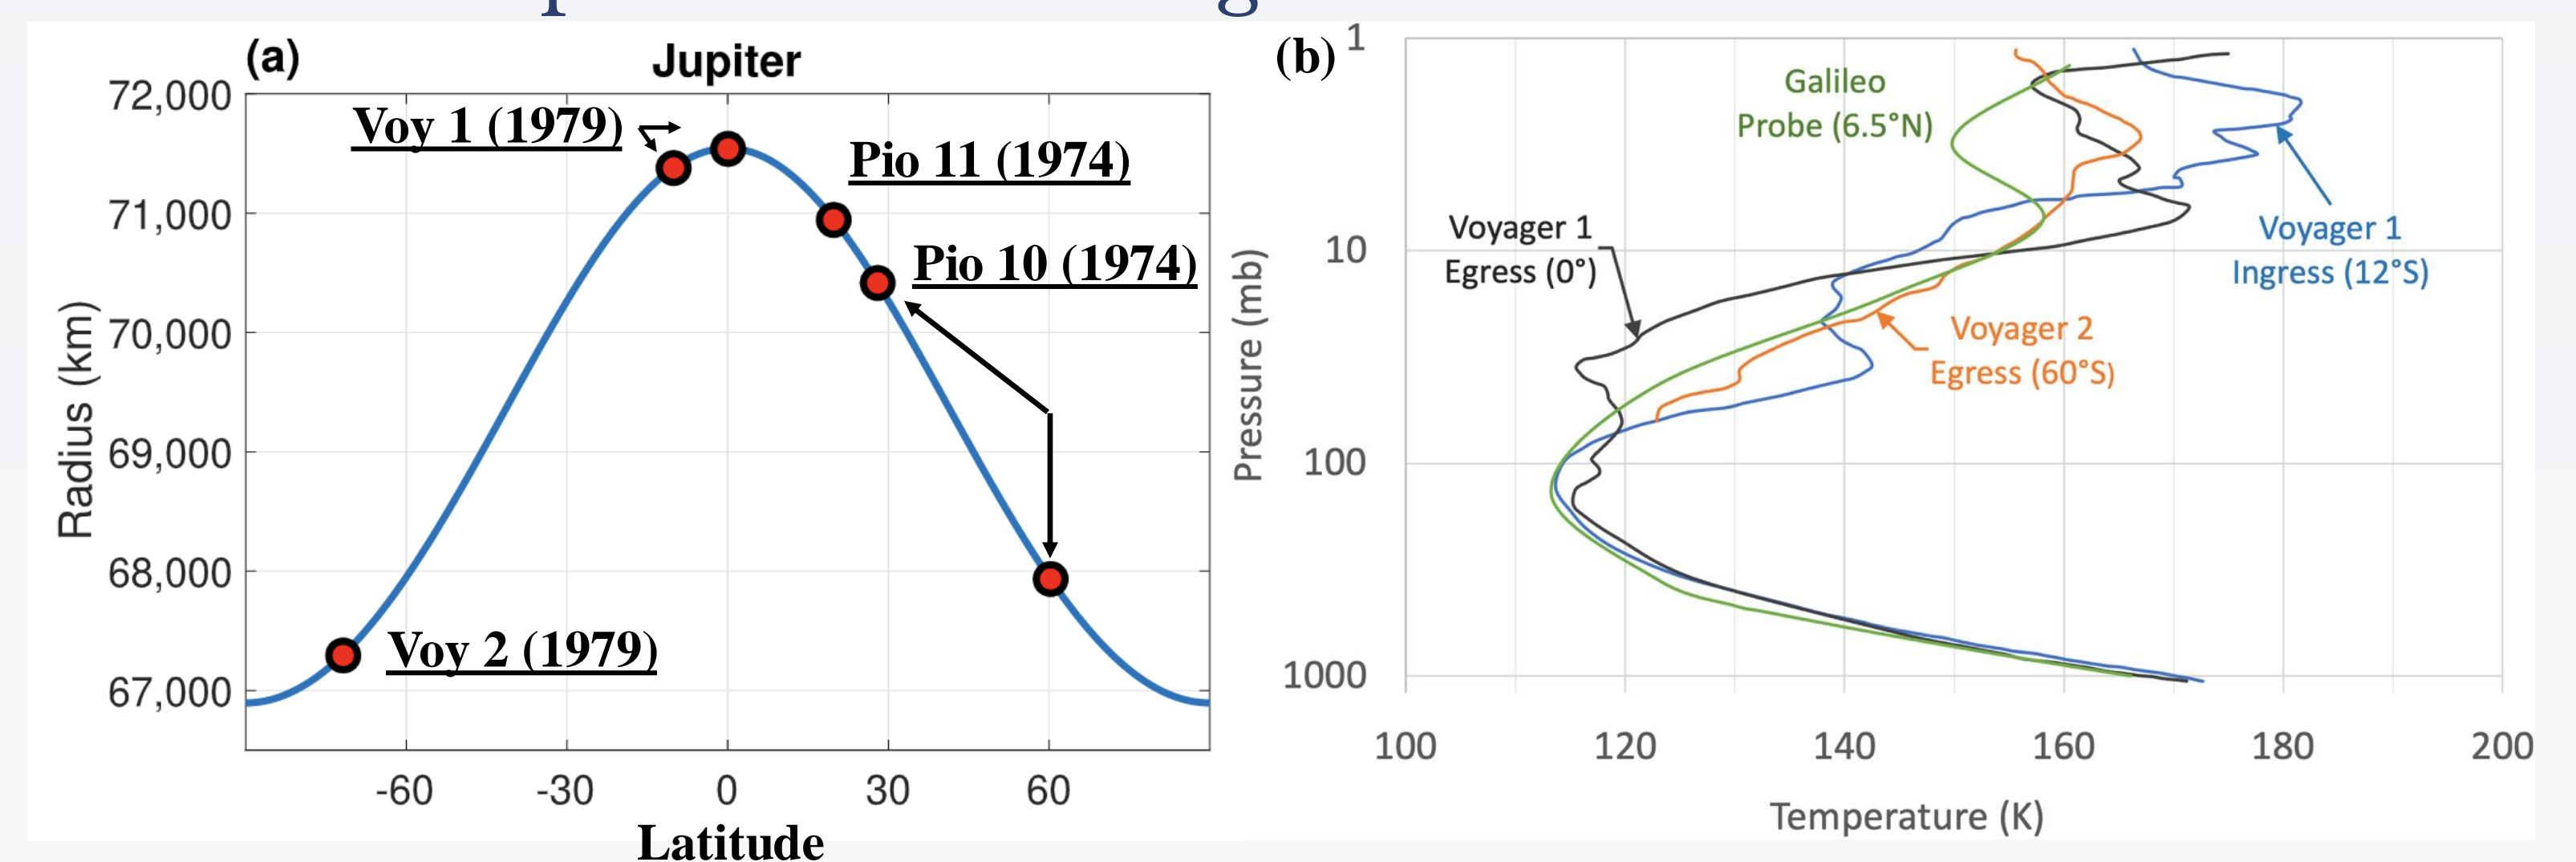 (a)
Jupiter
72,000
71,000
70,000
69,000
68,000
67,000
Radius (km)
Voy 1 (1979)
Pio 11 (1974)
Pio 10 (1974)
Voy 2 (1979)
-60 -30 0 30 60
Latitude
(b)
1
10
100
1000
Pressure (mb)
Galileo
Probe (6.5°N)
Voyager 1
Egress (0°)
Voyager 1
Ingress (12°S)
Voyager 2
Egress (60°S)
100 120 140 160 180 200
Temperature (K)